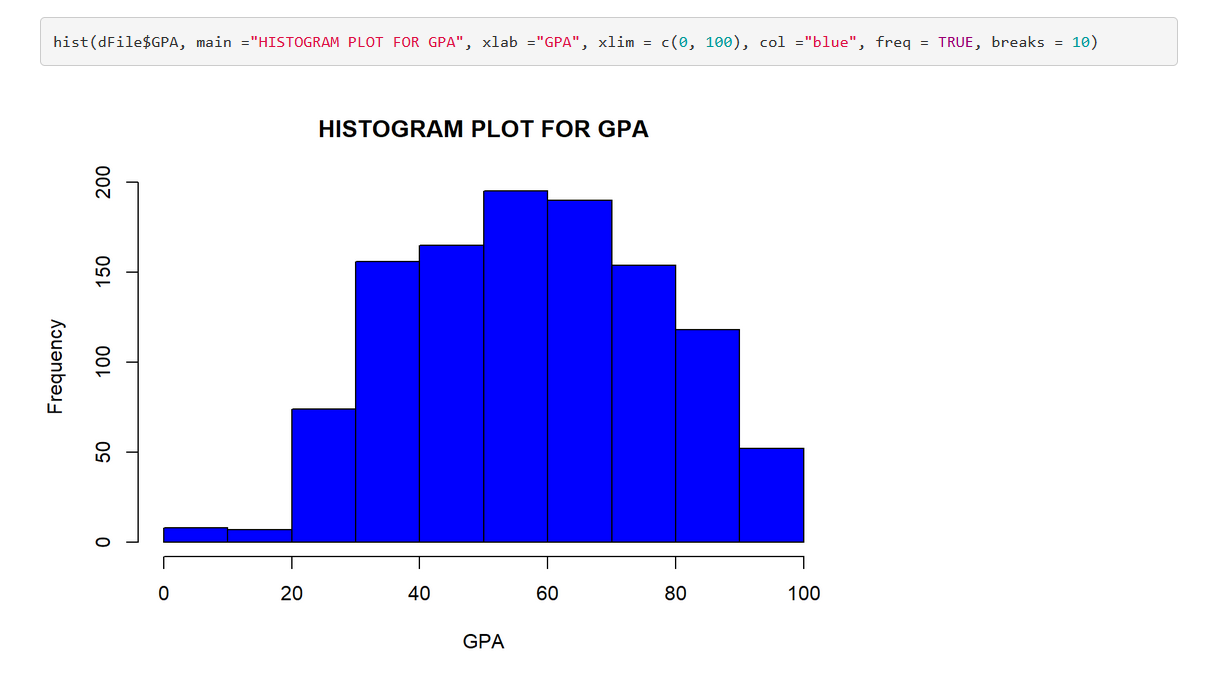 hist(dFile$GPA, main ="HISTOGRAM PLOT FOR GPA", xlab ="GPA", xlim = c(0, 100), col ="blue", freq = TRUE, breaks = 10)
HISTOGRAM PLOT FOR GPA
200
150
100
50
0
Frequency
0 20 40 60 80 100
GPA